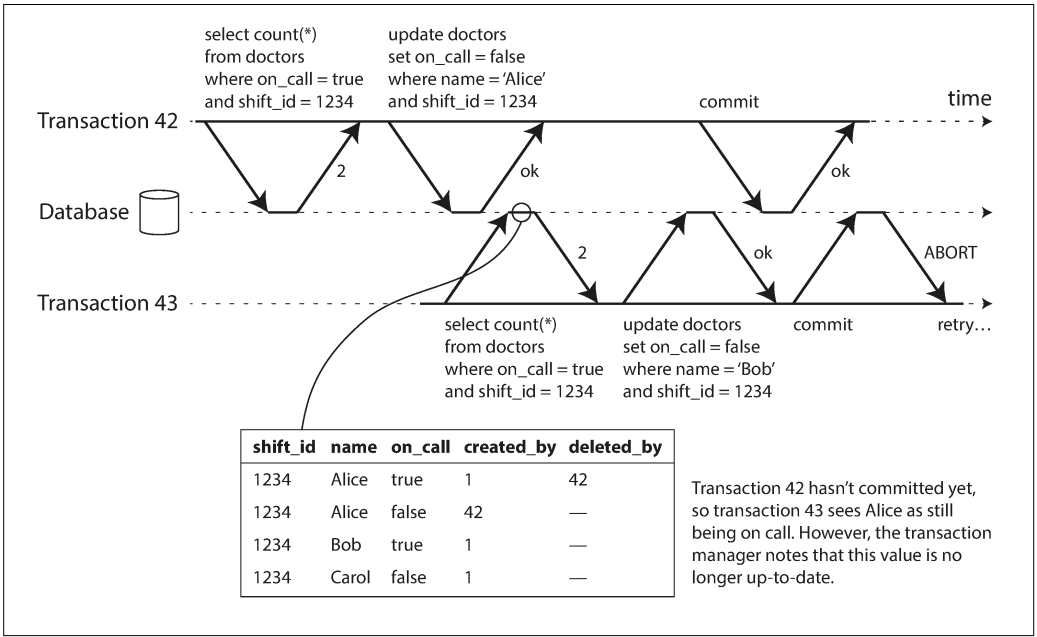 select count(*)
from doctors
where on_call = true
and shift_id = 1234
update doctors
set on_call = false
where name = ‘Alice’
and shift_id = 1234
commit
time
Transaction 42
2
ok
ok
Database
2
ok
ABORT
Transaction 43
select count(*)
from doctors
where on_call = true
and shift_id = 1234
update doctors
set on_call = false
where name = ‘Bob’
and shift_id = 1234
commit
retry…
shift_id name on_call created_by deleted_by
1234 Alice true 1 42
1234 Alice false 42 —
1234 Bob true 1 —
1234 Carol false 1 —
Transaction 42 hasn’t committed yet,
so transaction 43 sees Alice as still
being on call. However, the transaction
manager notes that this value is no
longer up-to-date.